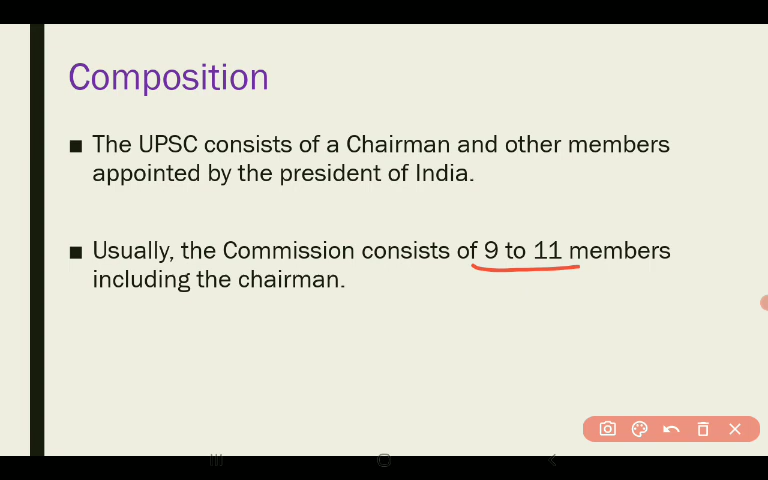 Composition
■ The UPSC consists of a Chairman and other members
appointed by the president of India.
■ Usually, the Commission consists of 9 to 11 members
including the chairman.